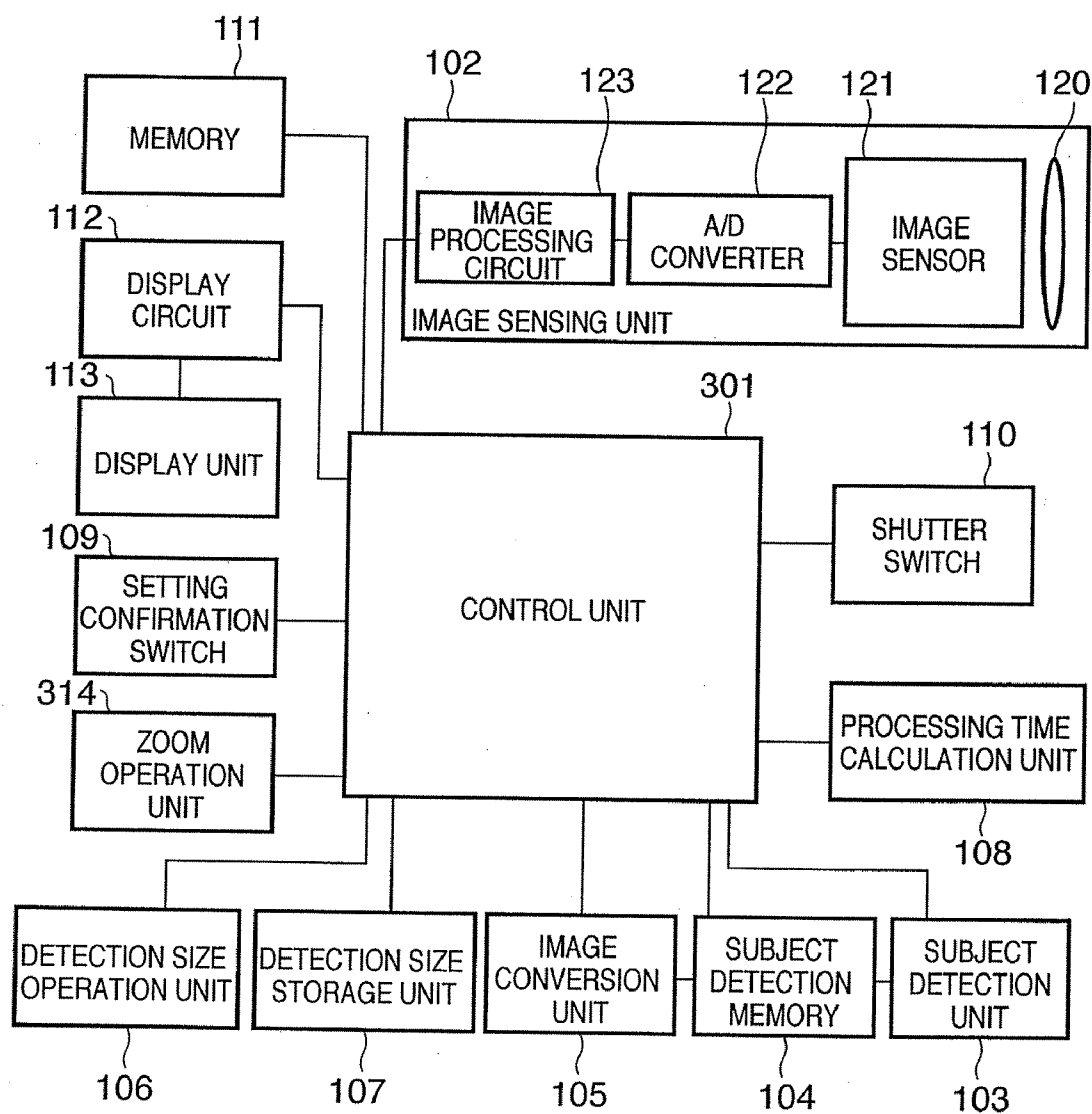 111
MEMORY
102
123
122
121
120
IMAGE
PROCESSING
CIRCUIT
A/D
CONVERTER
IMAGE
SENSOR
IMAGE SENSING UNIT
112
DISPLAY
CIRCUIT
113
DISPLAY UNIT
301
CONTROL UNIT
110
SHUTTER
SWITCH
109
SETTING
CONFIRMATION
SWITCH
314
ZOOM
OPERATION
UNIT
PROCESSING TIME
CALCULATION UNIT
108
DETECTION SIZE
OPERATION UNIT
106
DETECTION SIZE
STORAGE UNIT
107
IMAGE
CONVERSION
UNIT
105
SUBJECT
DETECTION
MEMORY
104
SUBJECT
DETECTION
UNIT
103